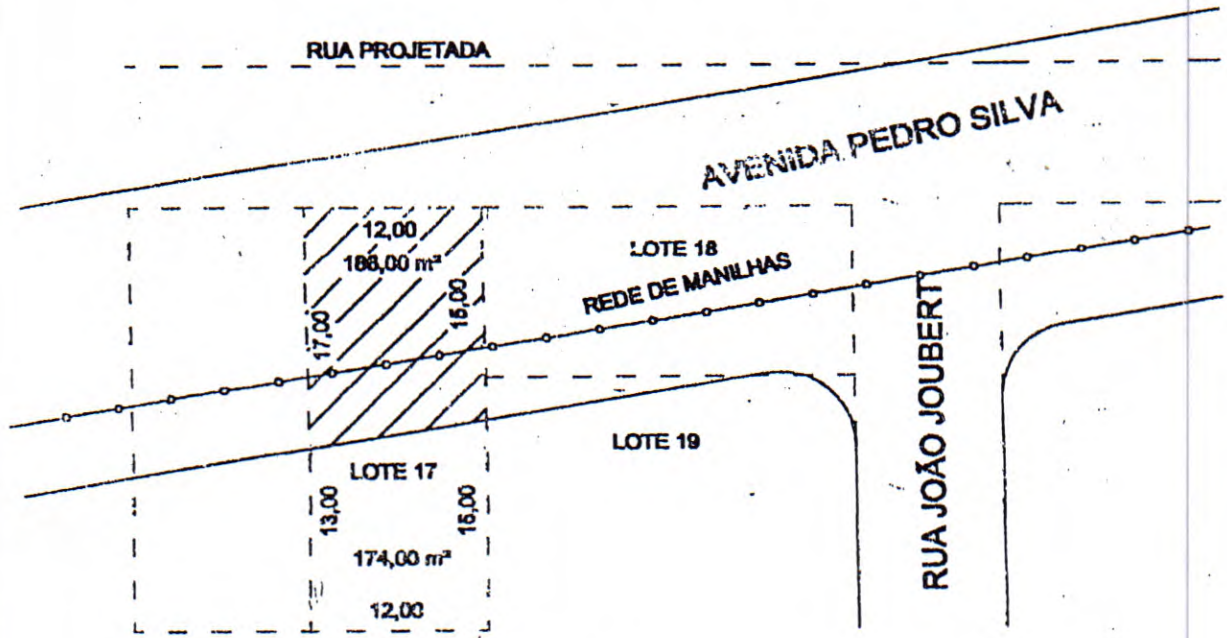 RUA PROJETADA
AVENIDA PEDRO SILVA
12,00
188,00 m²
17,00
15,00
LOTE 18
REDE DE MANILHAS
LOTE 17
LOTE 19
13,00
15,00
174,00 m²
12,00
RUA JOÃO JOUBERT